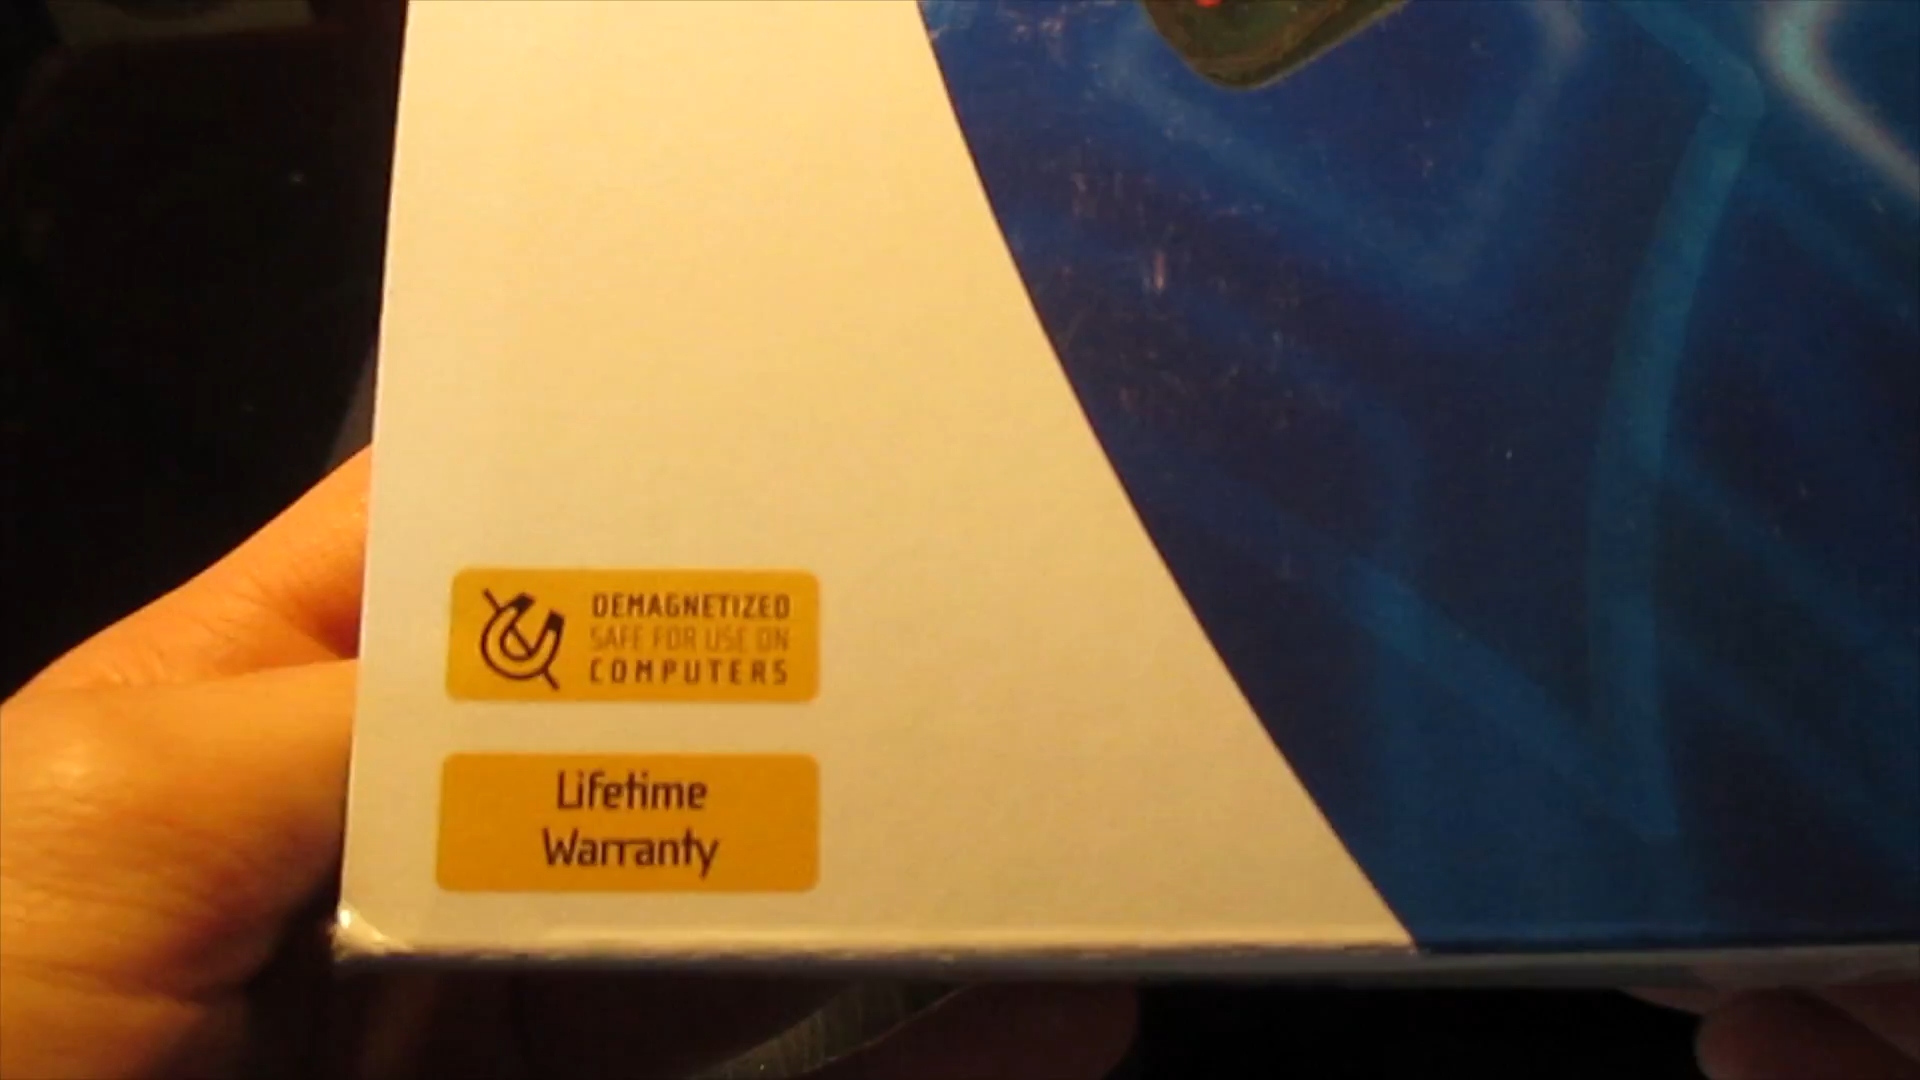 DEMAGNETIZED
SAFE FOR USE ON
COMPUTERS
Lifetime
Warranty